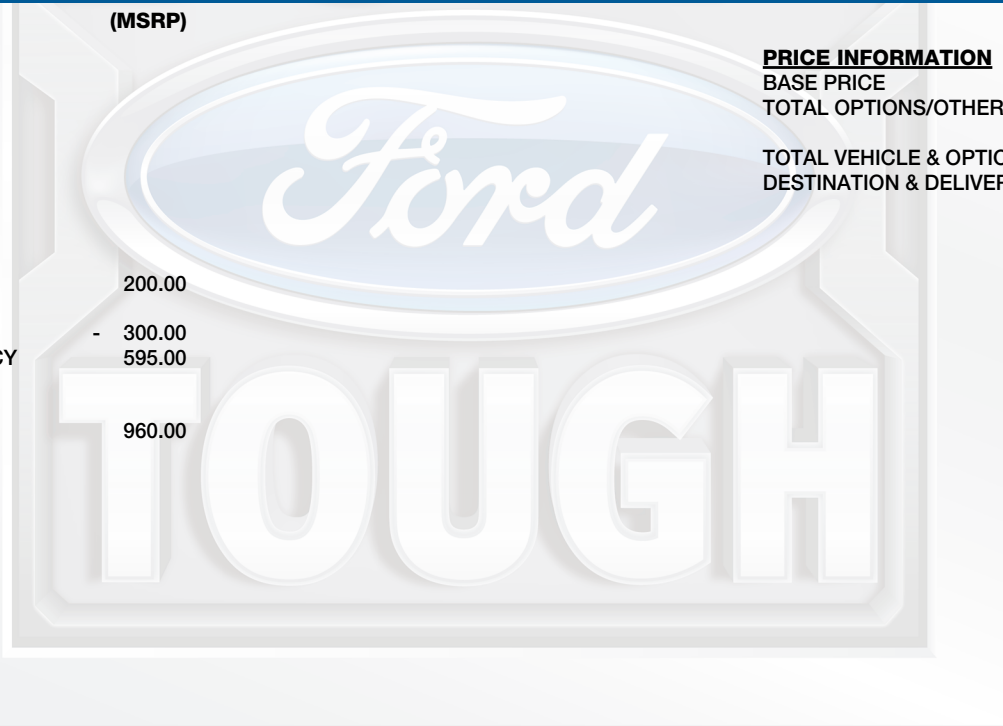 (MSRP)
PRICE INFORMATION
BASE PRICE
TOTAL OPTIONS/OTHER
TOTAL VEHICLE & OPTIO
DESTINATION & DELIVER
Ford
200.00
- 300.00
CY 595.00
960.00
TOUGH